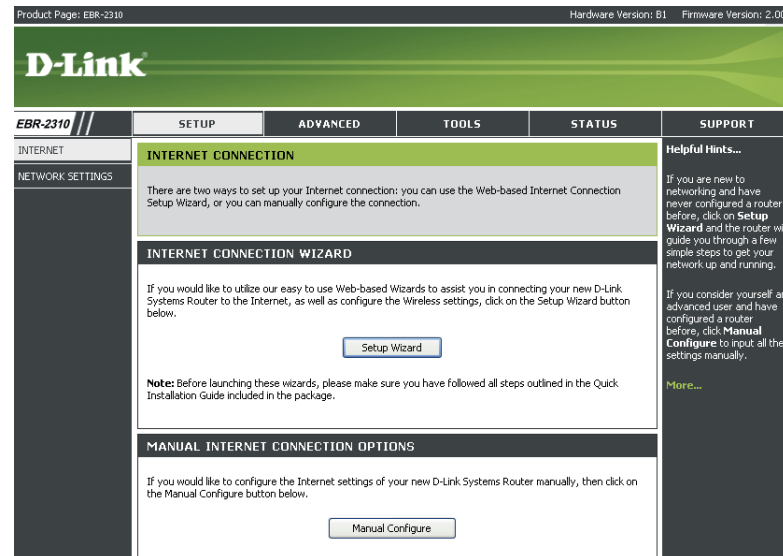 Product Page: EBR-2310
Hardware Version: B1 Firmware Version: 2.00
D-Link
EBR-2310
SETUP
ADVANCED
TOOLS
STATUS
SUPPORT
INTERNET
NETWORK SETTINGS
INTERNET CONNECTION
There are two ways to set up your Internet connection: you can use the Web-based Internet Connection
Setup Wizard, or you can manually configure the connection.
INTERNET CONNECTION WIZARD
If you would like to utilize our easy to use Web-based Wizards to assist you in connecting your new D-Link
Systems Router to the Internet, as well as configure the Wireless settings, click on the Setup Wizard button
below.
Setup Wizard
Note: Before launching these wizards, please make sure you have followed all steps outlined in the Quick
Installation Guide included in the package.
MANUAL INTERNET CONNECTION OPTIONS
If you would like to configure the Internet settings of your new D-Link Systems Router manually, then click on
the Manual Configure button below.
Manual Configure
Helpful Hints...
If you are new to
networking and have
never configured a router
before, click on Setup
Wizard and the router wi
guide you through a few
simple steps to get your
network up and running.
If you consider yourself a
advanced user and have
configured a router
before, click Manual
Configure to input all the
settings manually.
More...